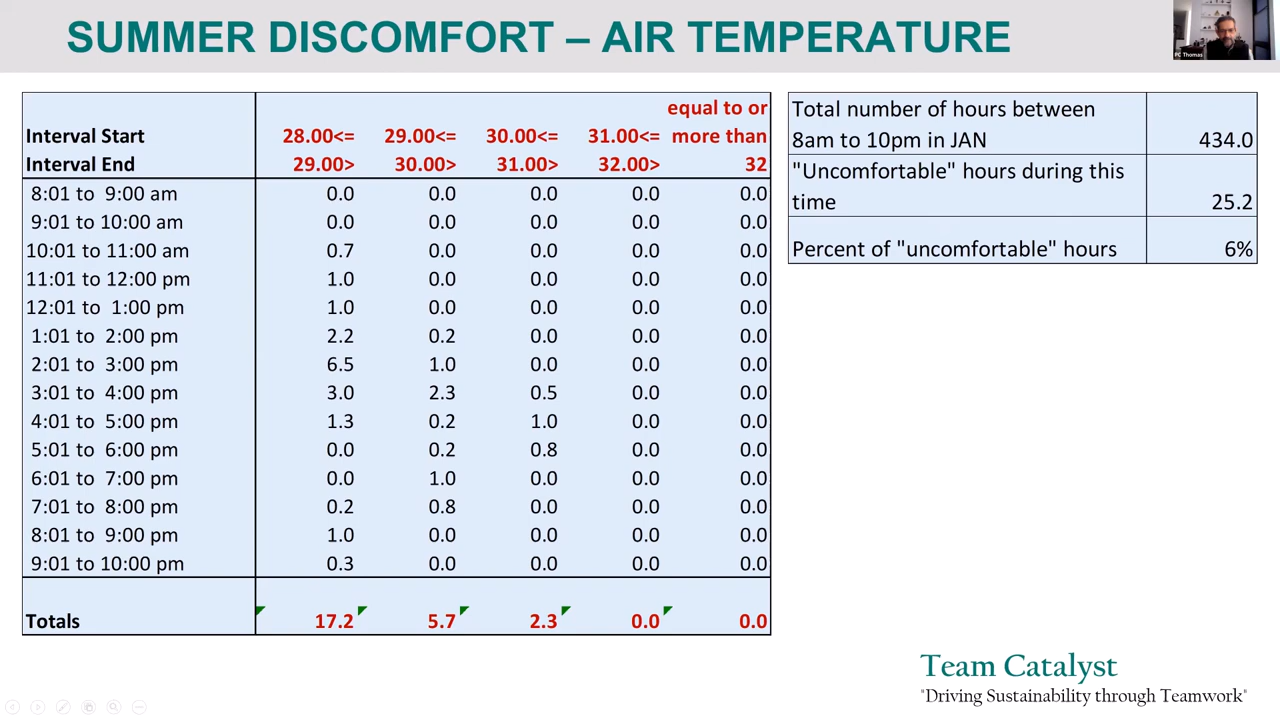 SUMMER DISCOMFORT – AIR TEMPERATURE
PC Thomas
equal to or
Interval Start 28.00<= 29.00<= 30.00<= 31.00<= more than
Interval End 29.00> 30.00> 31.00> 32.00> 32
8:01 to 9:00 am 0.0 0.0 0.0 0.0 0.0
9:01 to 10:00 am 0.0 0.0 0.0 0.0 0.0
10:01 to 11:00 am 0.7 0.0 0.0 0.0 0.0
11:01 to 12:00 pm 1.0 0.0 0.0 0.0 0.0
12:01 to 1:00 pm 1.0 0.0 0.0 0.0 0.0
1:01 to 2:00 pm 2.2 0.2 0.0 0.0 0.0
2:01 to 3:00 pm 6.5 1.0 0.0 0.0 0.0
3:01 to 4:00 pm 3.0 2.3 0.5 0.0 0.0
4:01 to 5:00 pm 1.3 0.2 1.0 0.0 0.0
5:01 to 6:00 pm 0.0 0.2 0.8 0.0 0.0
6:01 to 7:00 pm 0.0 1.0 0.0 0.0 0.0
7:01 to 8:00 pm 0.2 0.8 0.0 0.0 0.0
8:01 to 9:00 pm 1.0 0.0 0.0 0.0 0.0
9:01 to 10:00 pm 0.3 0.0 0.0 0.0 0.0
Totals 17.2 5.7 2.3 0.0 0.0
Total number of hours between
8am to 10pm in JAN 434.0
"Uncomfortable" hours during this
time 25.2
Percent of "uncomfortable" hours 6%
Team Catalyst
"Driving Sustainability through Teamwork"